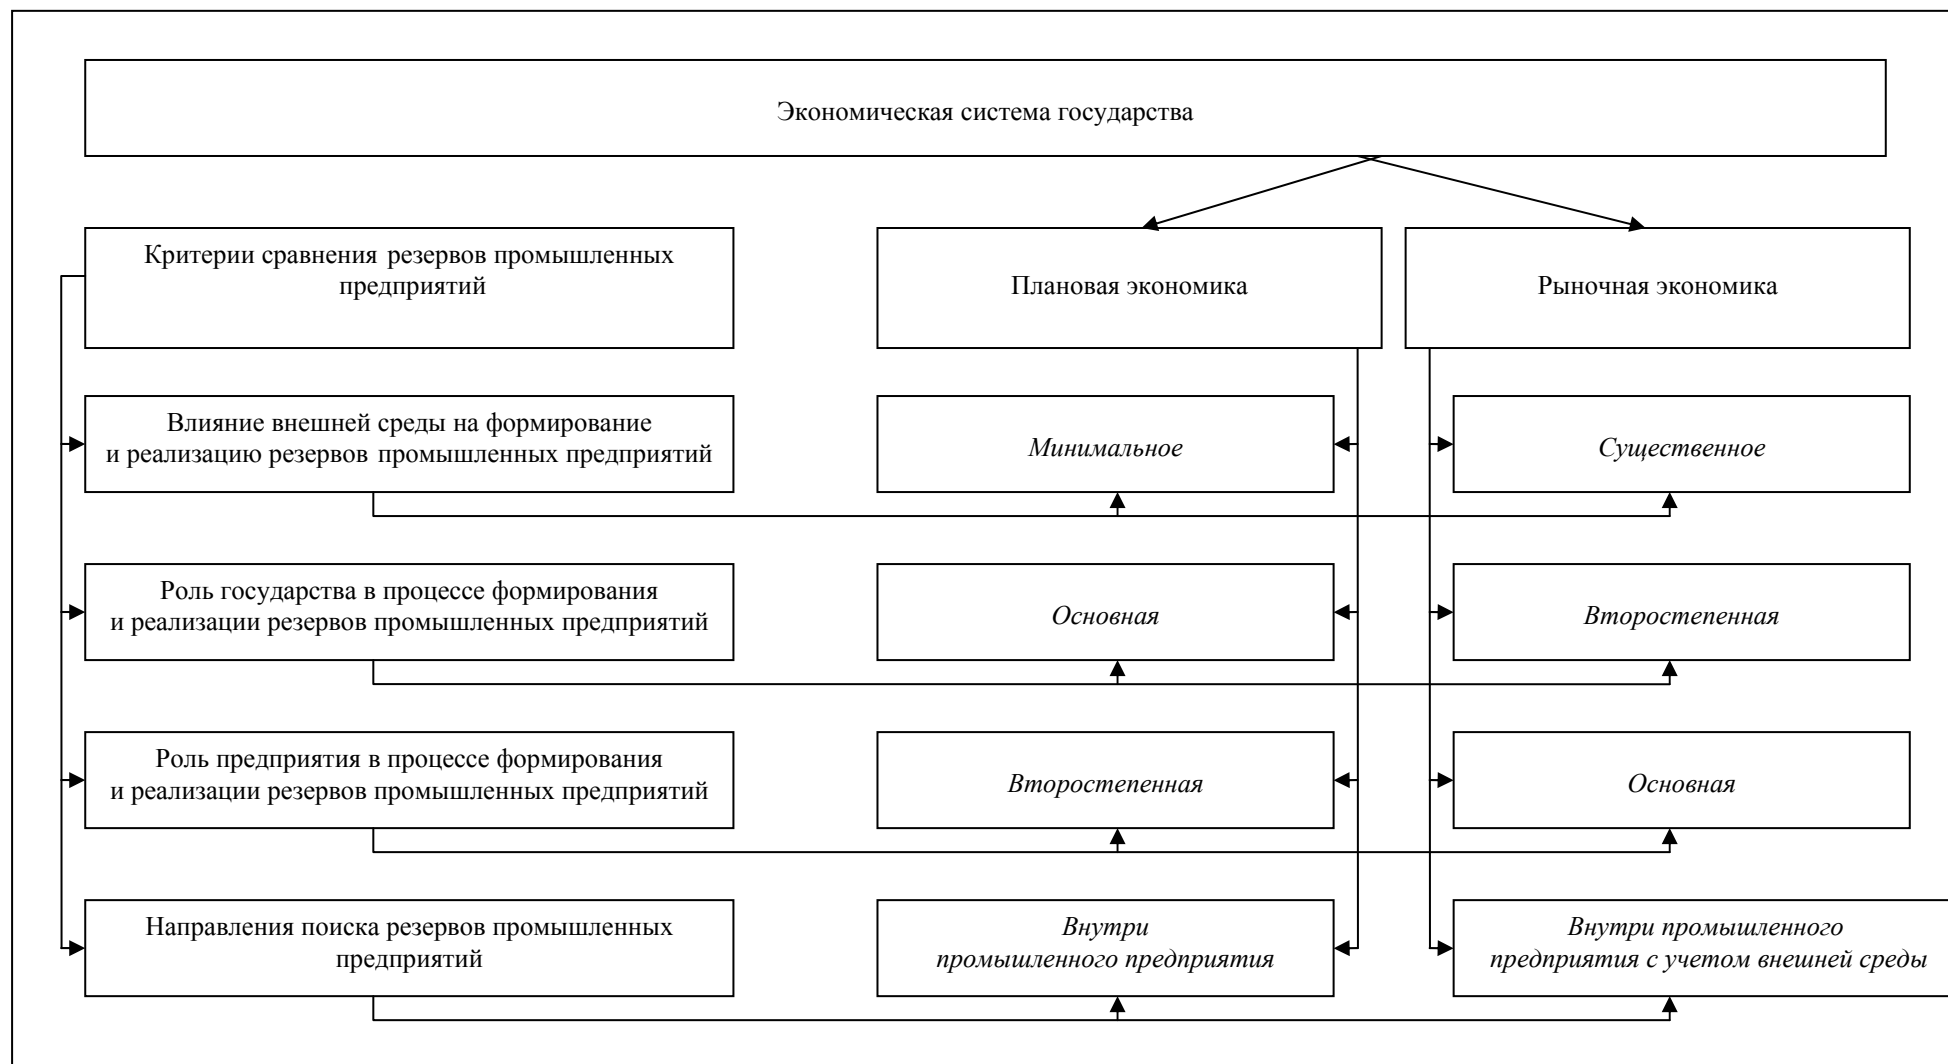 Экономическая система государства
Критерии сравнения резервов промышленных
предприятий
Плановая экономика
Рыночная экономика
Влияние внешней среды на формирование
и реализацию резервов промышленных предприятий
Минимальное
Существенное
Роль государства в процессе формирования
и реализации резервов промышленных предприятий
Основная
Второстепенная
Роль предприятия в процессе формирования
и реализации резервов промышленных предприятий
Второстепенная
Основная
Направления поиска резервов промышленных
предприятий
Внутри
промышленного предприятия
Внутри промышленного
предприятия с учетом внешней среды